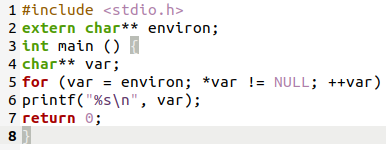 1 #include <stdio.h>
2 extern char** environ;
3 int main () {
4 char** var;
5 for (var = environ; *var != NULL; ++var)
6 printf("%s\n", var);
7 return 0;
8 }